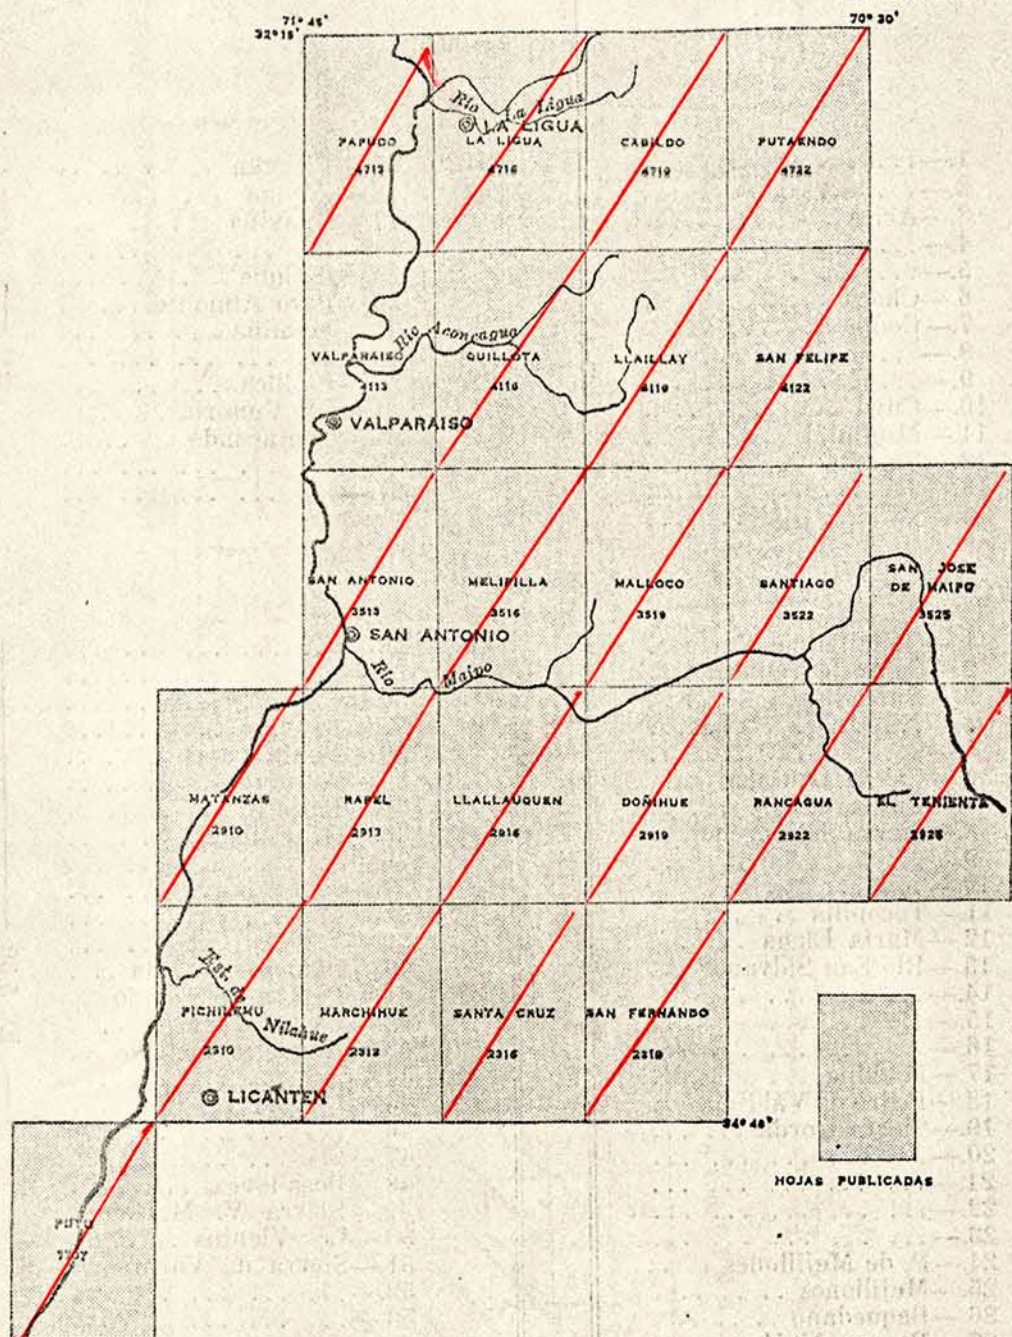 71° 45'
70° 30'
32° 15'
Río La Ligua
LA LIGUA
PAPUDO
LA LIGUA
CABILDO
PUTAENDO
4713
4716
4719
4722
Río Aconcagua
VALPARAISO
QUILLOTA
LLAILLAY
SAN FELIPE
4113
4116
4119
4122
VALPARAISO
SAN ANTONIO
MELIPILLA
MALLOCO
SANTIAGO
SAN JOSE
DE MAIPO
3513
3516
3519
3522
3525
SAN ANTONIO
Río Maipo
MATANZAS
RAPEL
LLALLAUQUEN
DOÑIHUE
RANCAGUA
EL TENIENTE
2910
2913
2916
2919
2922
2925
Est. de Nilahue
PICHILEMU
MARCHIHUE
SANTA CRUZ
SAN FERNANDO
2310
2313
2316
2319
LICANTEN
34° 48'
HOJAS PUBLICADAS
PUTU